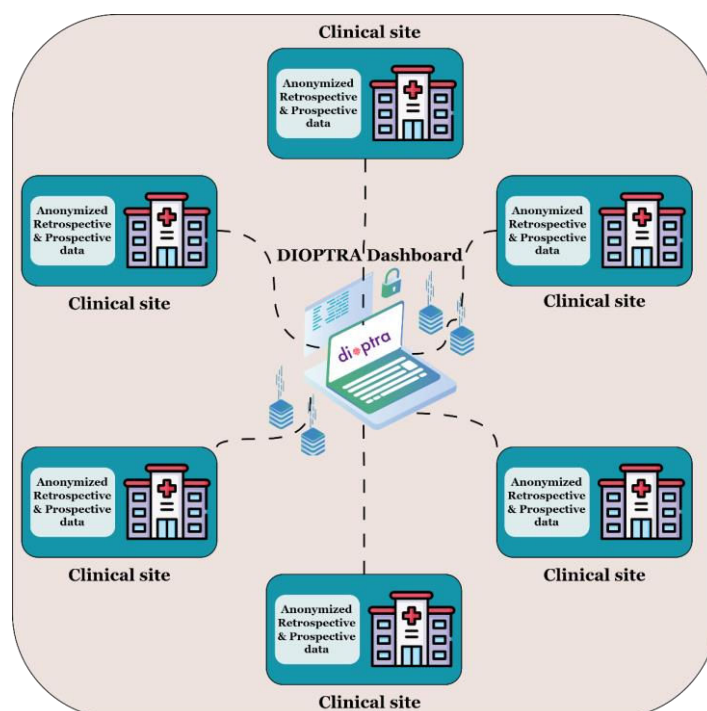 Clinical site
Anonymized
Retrospective
& Prospective
data
Anonymized
Retrospective
& Prospective
data
Clinical site
Anonymized
Retrospective
& Prospective
data
Clinical site
DIOPTRA Dashboard
dioptra
Anonymized
Retrospective
& Prospective
data
Clinical site
Anonymized
Retrospective
& Prospective
data
Clinical site
Anonymized
Retrospective
& Prospective
data
Clinical site